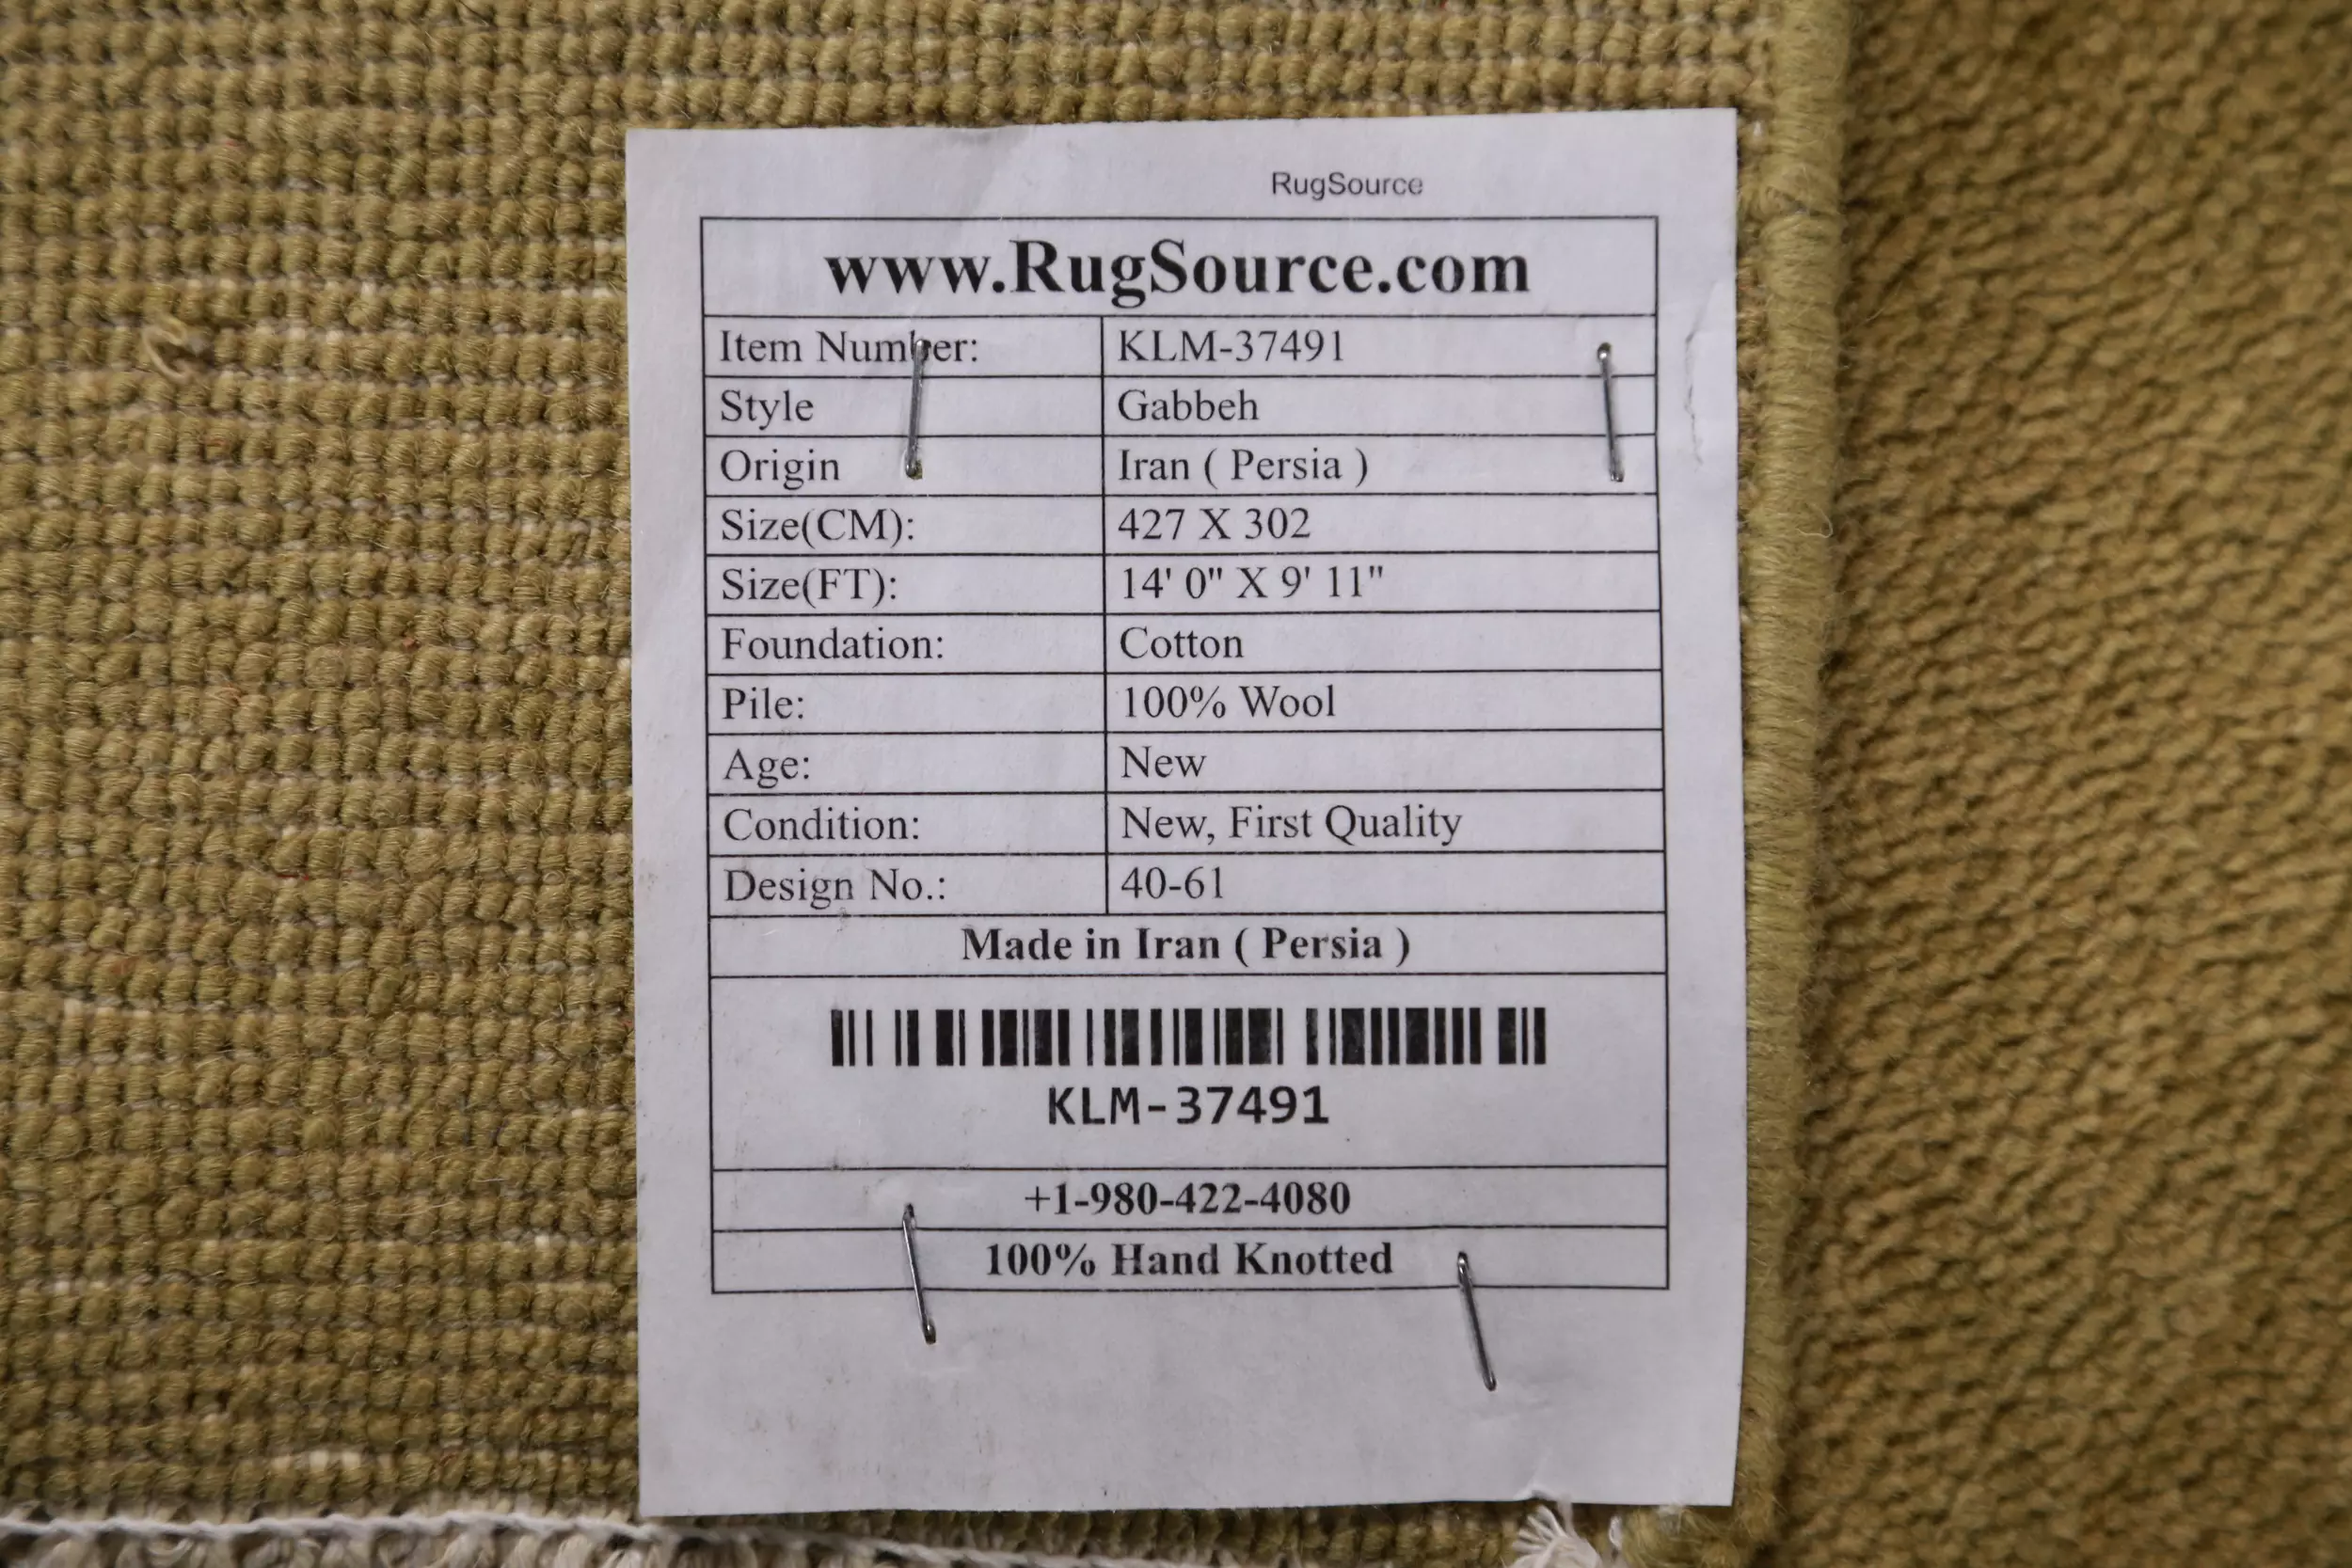 RugSource
www.RugSource.com
Item Number: KLM-37491
Style Gabbeh
Origin Iran ( Persia )
Size(CM): 427 X 302
Size(FT): 14' 0" X 9' 11"
Foundation: Cotton
Pile: 100% Wool
Age: New
Condition: New, First Quality
Design No.: 40-61
Made in Iran ( Persia )
KLM-37491
+1-980-422-4080
100% Hand Knotted